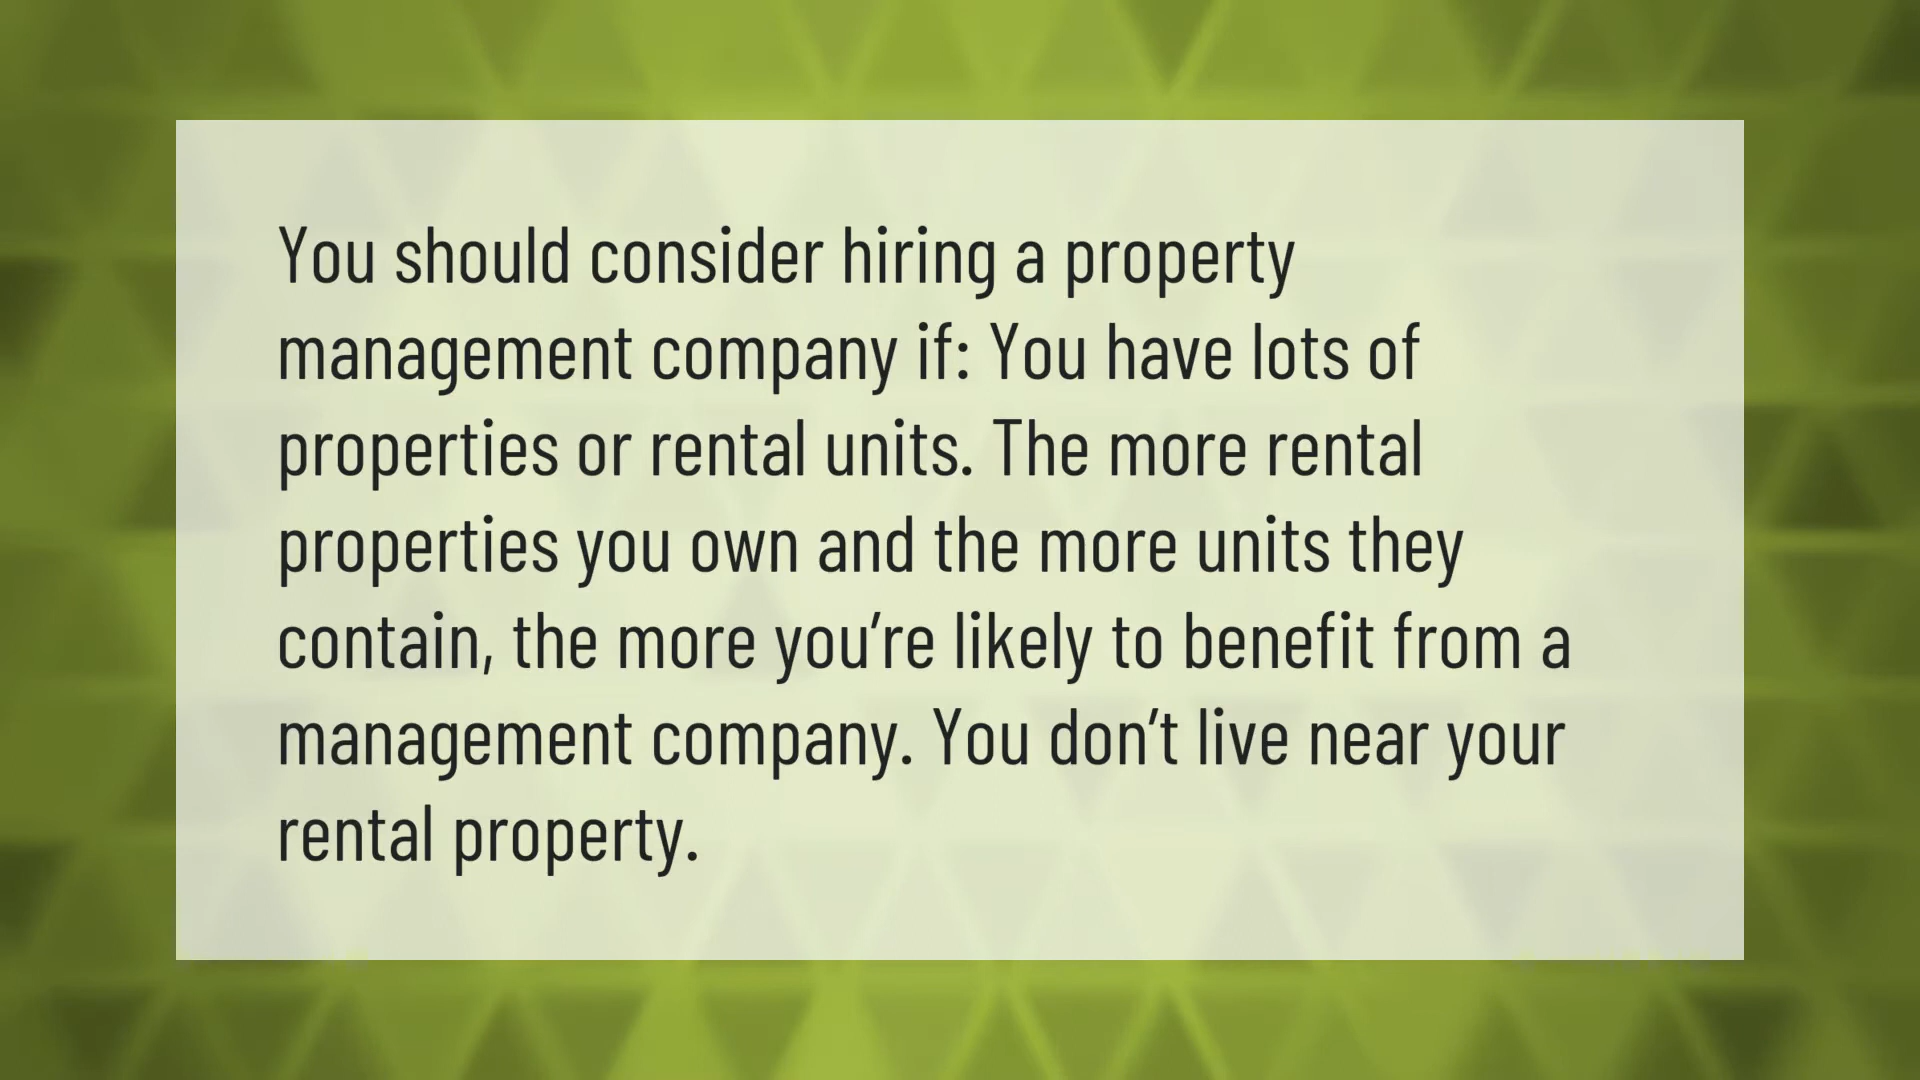 You should consider hiring a property
management company if: You have lots of
properties or rental units. The more rental
properties you own and the more units they
contain, the more you’re likely to benefit from a
management company. You don’t live near your
rental property.